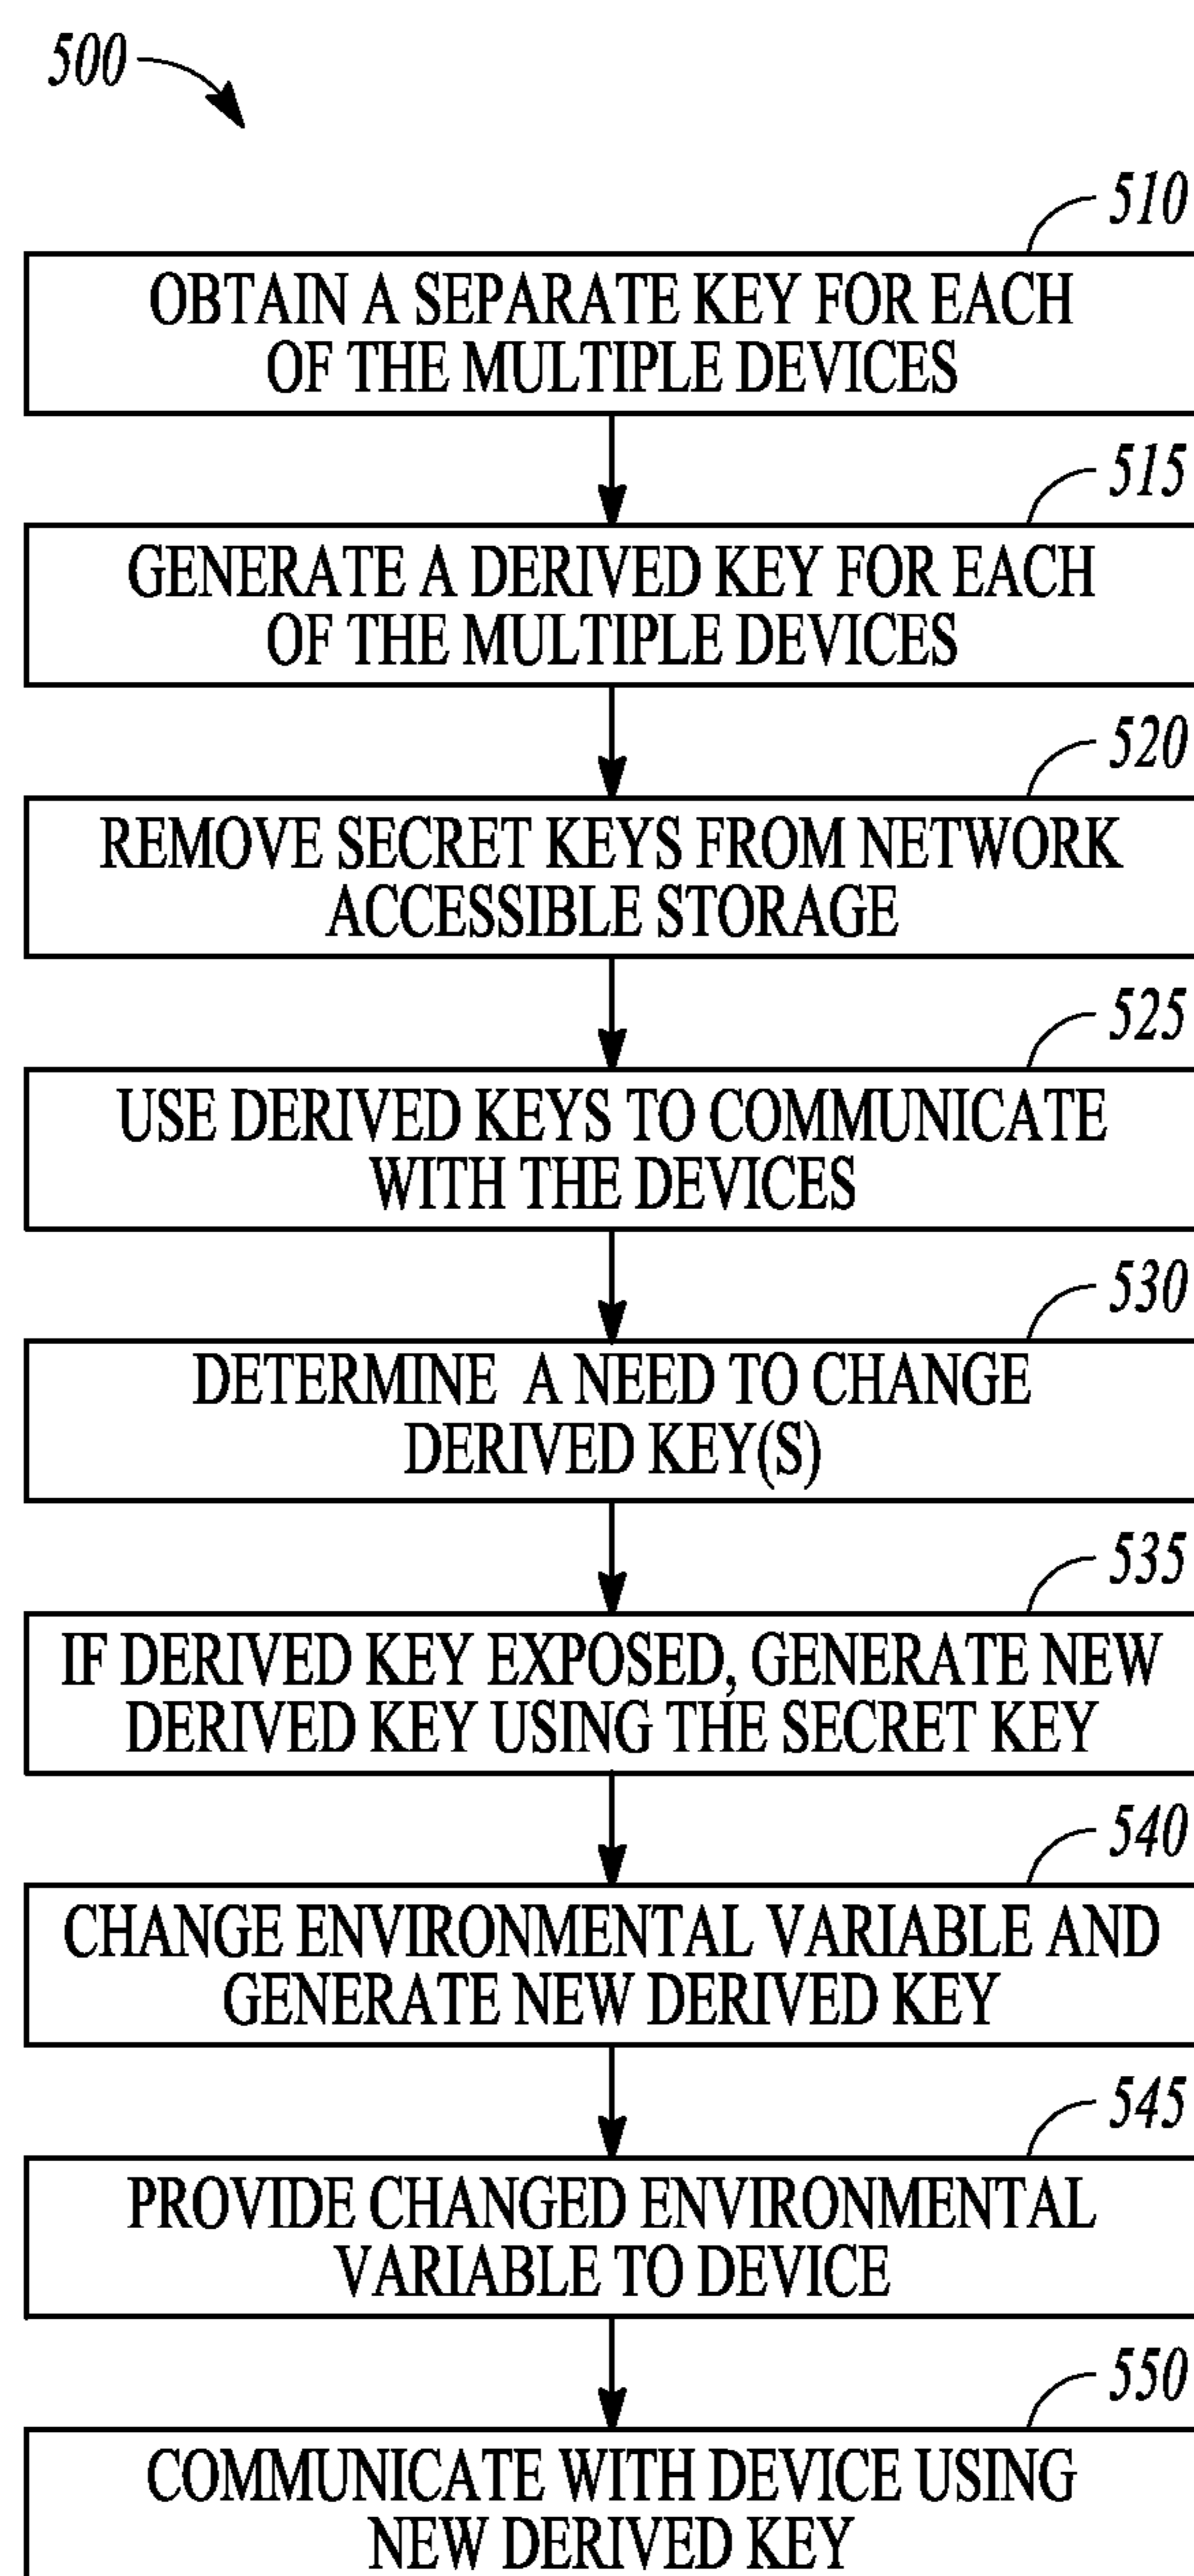 500
510
OBTAIN A SEPARATE KEY FOR EACH
OF THE MULTIPLE DEVICES
515
GENERATE A DERIVED KEY FOR EACH
OF THE MULTIPLE DEVICES
520
REMOVE SECRET KEYS FROM NETWORK
ACCESSIBLE STORAGE
525
USE DERIVED KEYS TO COMMUNICATE
WITH THE DEVICES
530
DETERMINE A NEED TO CHANGE
DERIVED KEY(S)
535
IF DERIVED KEY EXPOSED, GENERATE NEW
DERIVED KEY USING THE SECRET KEY
540
CHANGE ENVIRONMENTAL VARIABLE AND
GENERATE NEW DERIVED KEY
545
PROVIDE CHANGED ENVIRONMENTAL
VARIABLE TO DEVICE
550
COMMUNICATE WITH DEVICE USING
NEW DERIVED KEY